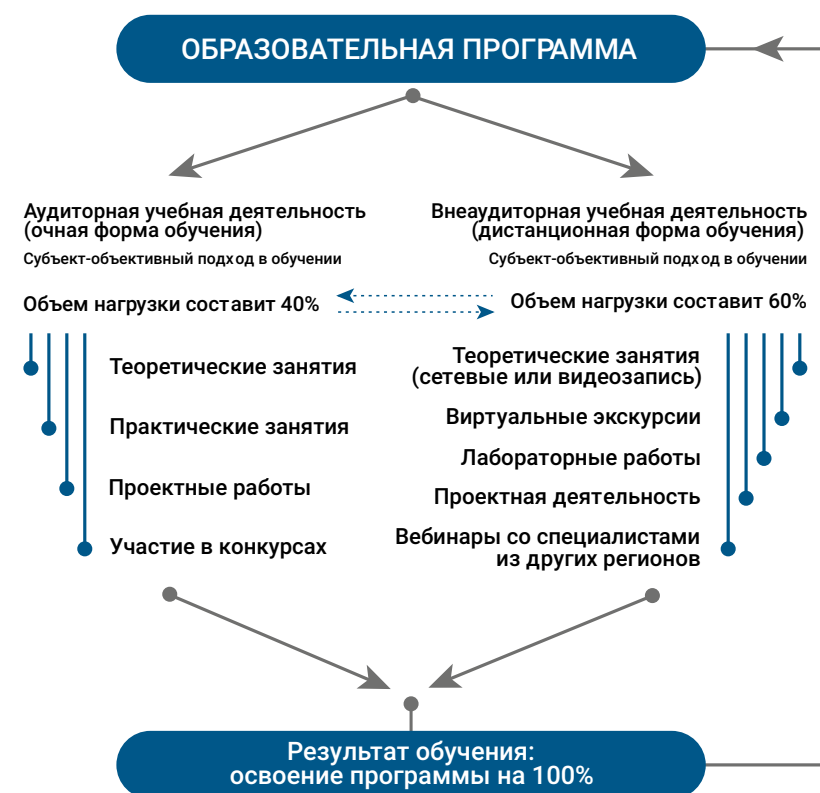 ОБРАЗОВАТЕЛЬНАЯ ПРОГРАММА
Аудиторная учебная деятельность
(очная форма обучения)
Субъект-объективный подход в обучении
Объем нагрузки составит 40%
Теоретические занятия
Практические занятия
Проектные работы
Участие в конкурсах
Внеаудиторная учебная деятельность
(дистанционная форма обучения)
Субъект-объективный подход в обучении
Объем нагрузки составит 60%
Теоретические занятия
(сетевые или видеозапись)
Виртуальные экскурсии
Лабораторные работы
Проектная деятельность
Вебинары со специалистами
из других регионов
Результат обучения:
освоение программы на 100%